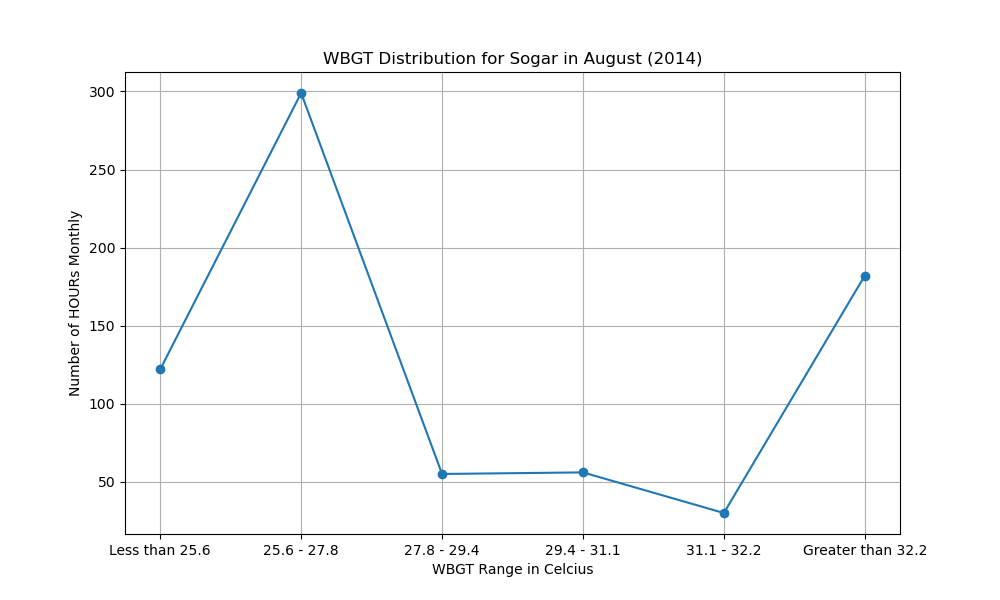 WBGT Distribution for Sogar in August (2014)
300
250
200
150
100
50
Number of HOURs Monthly
Less than 25.6
25.6 - 27.8
27.8 - 29.4
29.4 - 31.1
31.1 - 32.2
Greater than 32.2
WBGT Range in Celcius